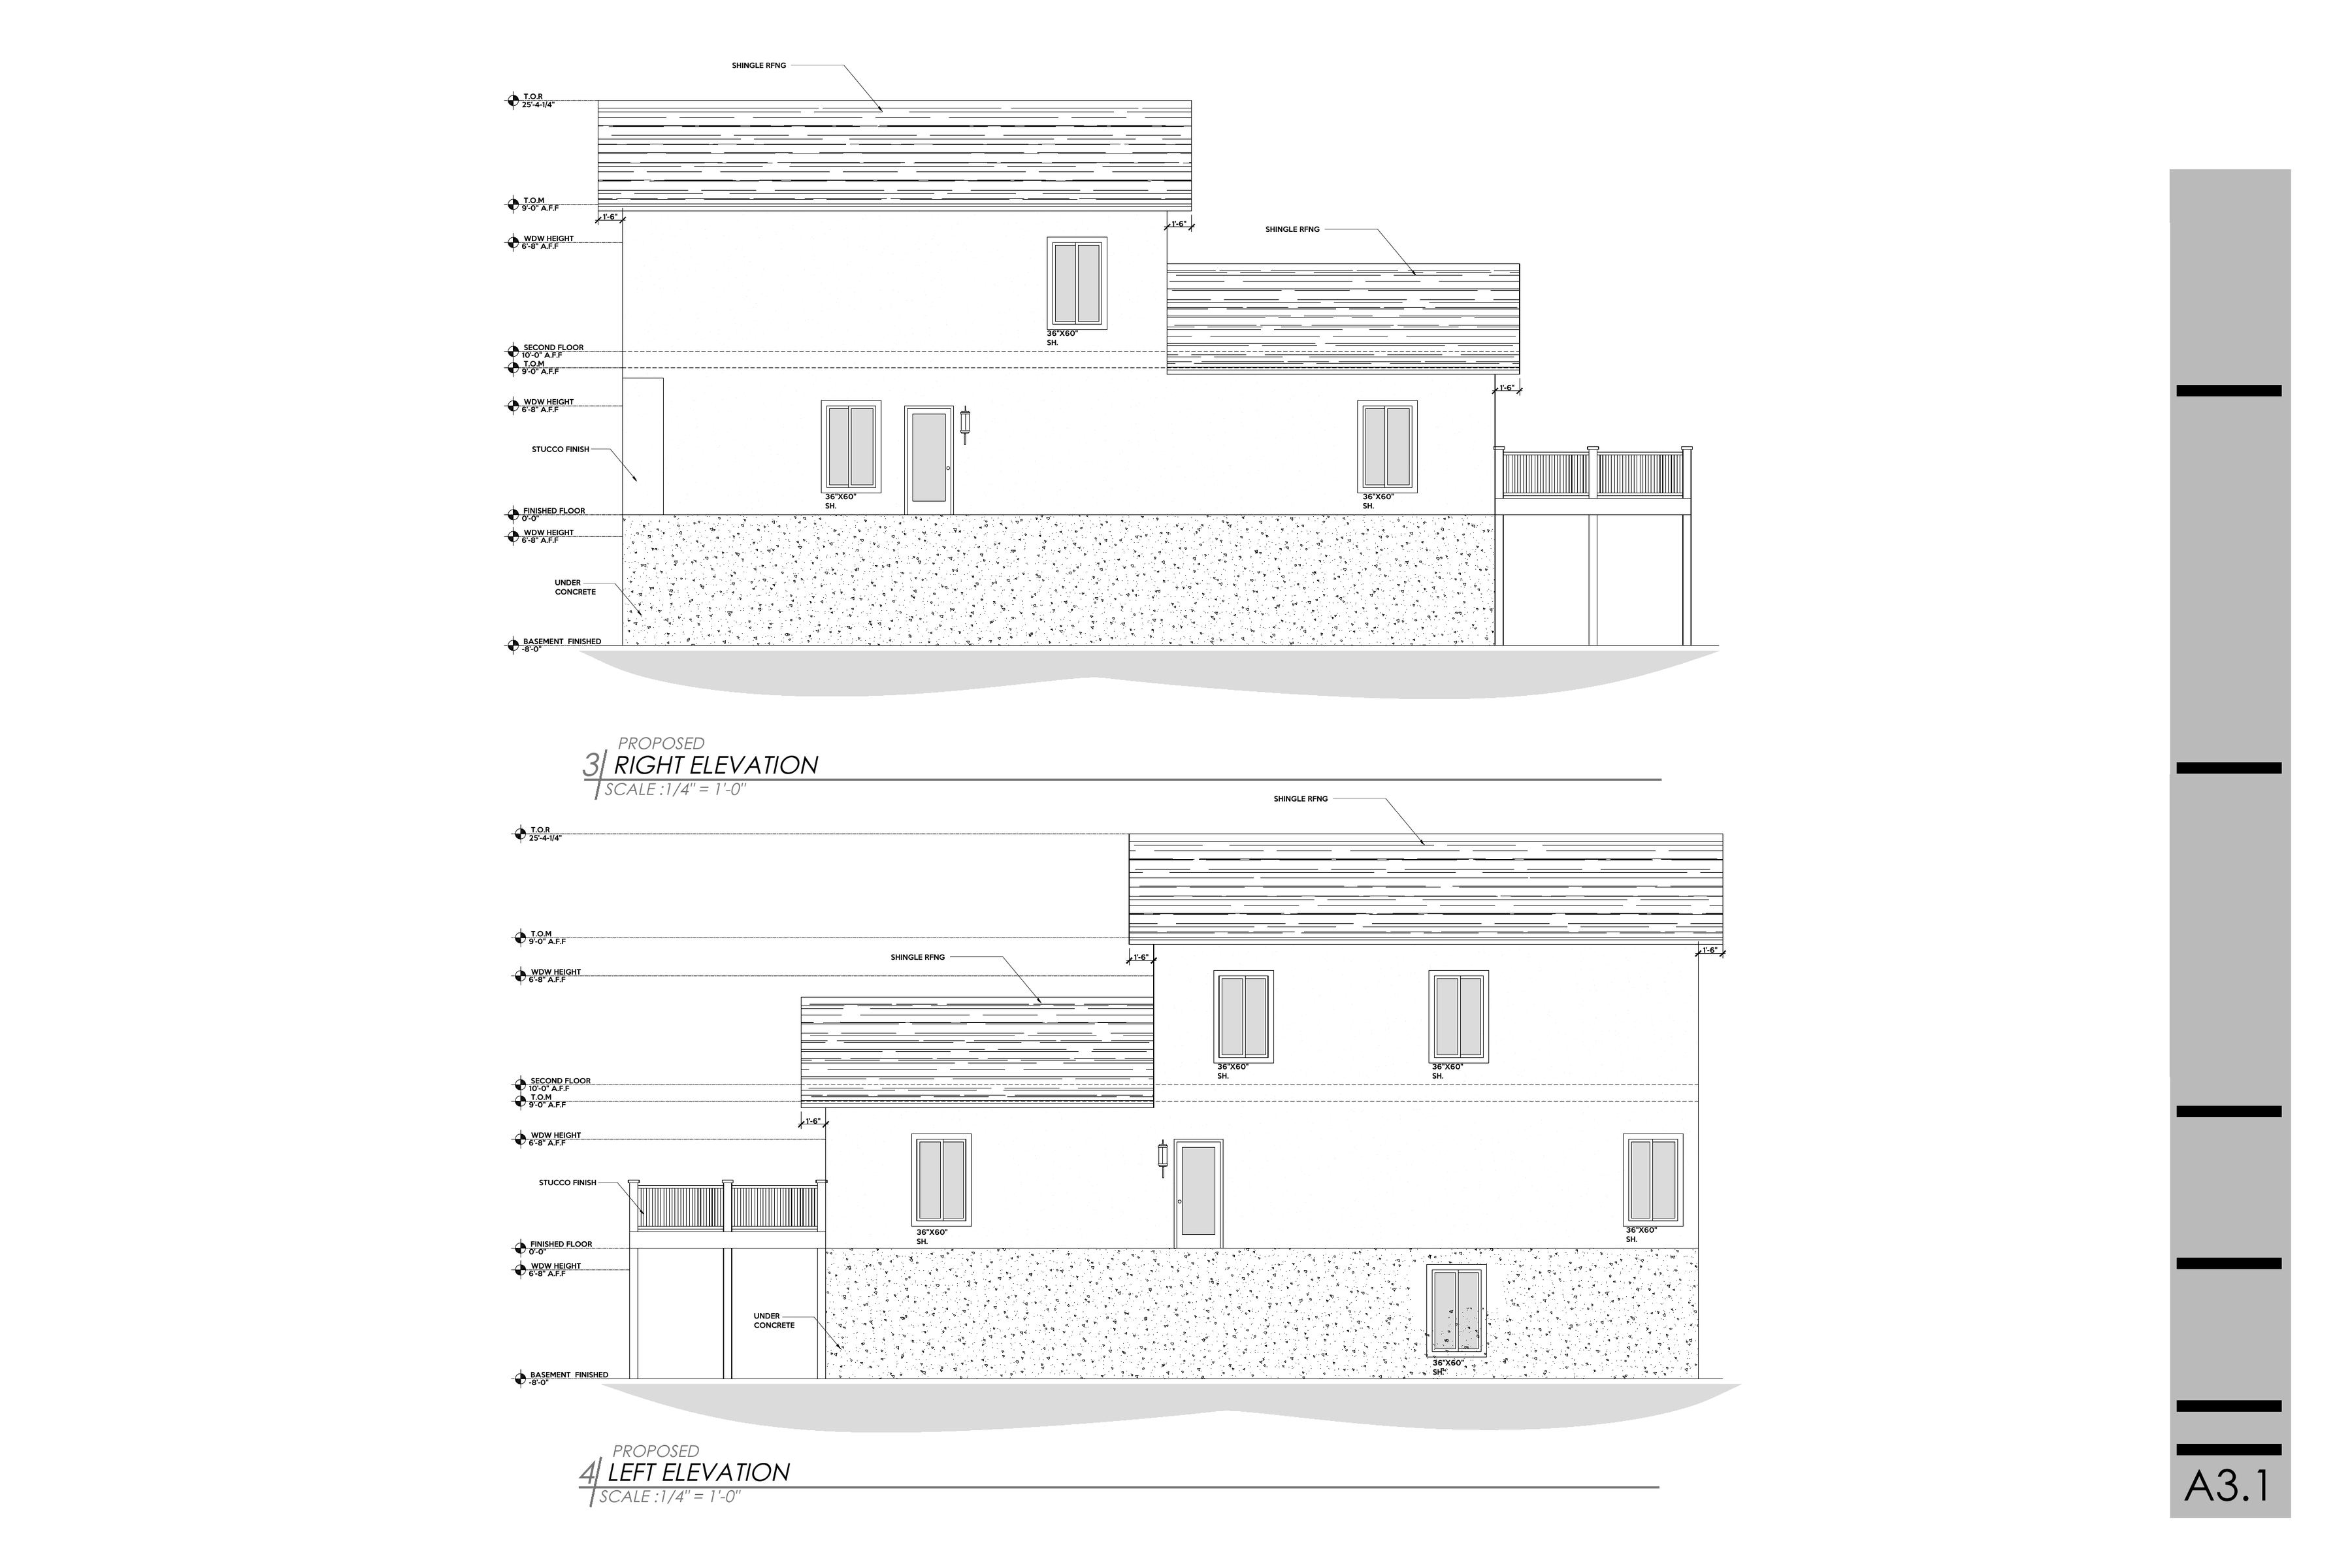 SHINGLE RFNG
T.O.R
25'-4-1/4"
T.O.M
9'-0" A.F.F
1'-6"
1'-6"
SHINGLE RFNG
WDW HEIGHT
6'-8" A.F.F
36"X60"
SH.
SECOND FLOOR
10'-0" A.F.F
T.O.M
9'-0" A.F.F
1'-6"
WDW HEIGHT
6'-8" A.F.F
STUCCO FINISH
36"X60"
SH.
36"X60"
SH.
FINISHED FLOOR
0'-0"
WDW HEIGHT
6'-8" A.F.F
UNDER
CONCRETE
BASEMENT FINISHED
-8'-0"
PROPOSED
3 RIGHT ELEVATION
SCALE :1/4" = 1'-0"
SHINGLE RFNG
T.O.R
25'-4-1/4"
T.O.M
9'-0" A.F.F
1'-6"
1'-6"
SHINGLE RFNG
WDW HEIGHT
6'-8" A.F.F
36"X60"
SH.
36"X60"
SH.
SECOND FLOOR
10'-0" A.F.F
T.O.M
9'-0" A.F.F
1'-6"
WDW HEIGHT
6'-8" A.F.F
STUCCO FINISH
36"X60"
SH.
36"X60"
SH.
FINISHED FLOOR
0'-0"
WDW HEIGHT
6'-8" A.F.F
UNDER
CONCRETE
36"X60"
SH.
BASEMENT FINISHED
-8'-0"
PROPOSED
4 LEFT ELEVATION
SCALE :1/4" = 1'-0"
A3.1